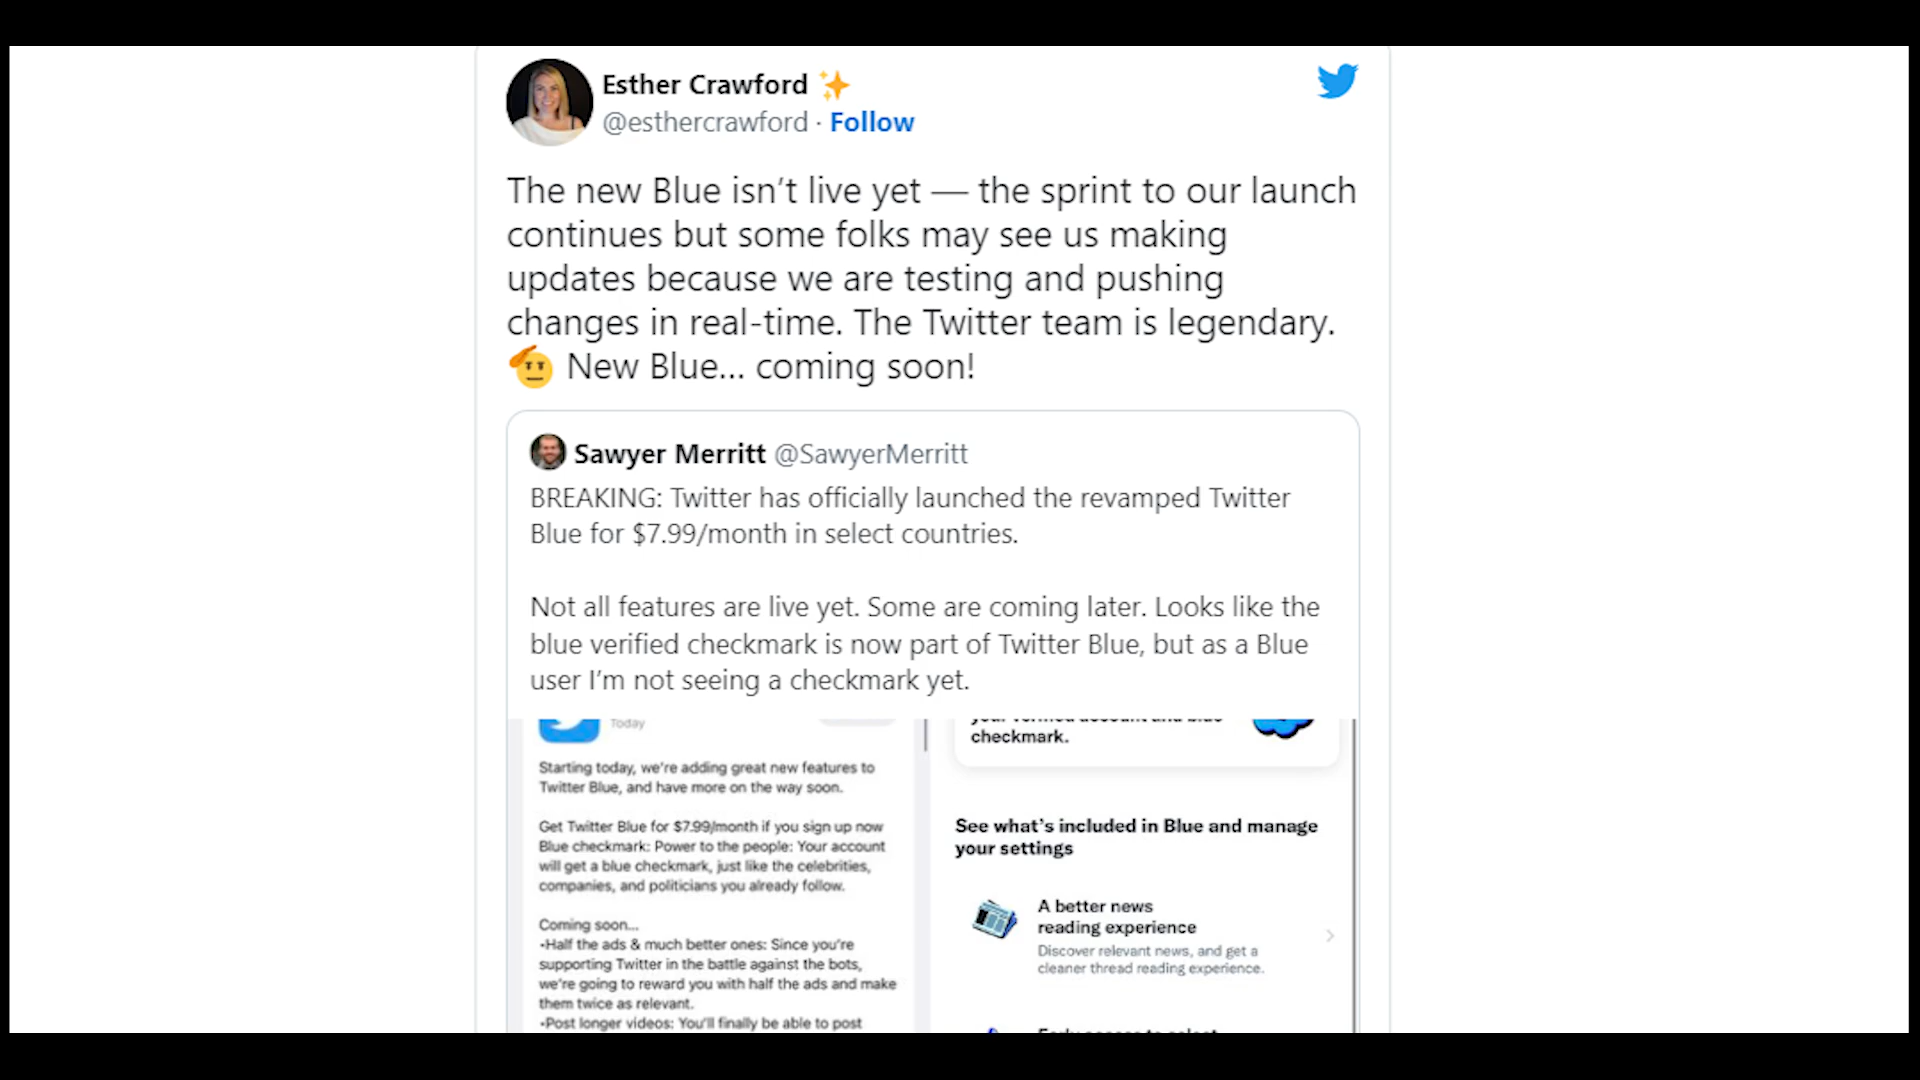 Esther Crawford ✨
@esthercrawford · Follow
The new Blue isn’t live yet — the sprint to our launch
continues but some folks may see us making
updates because we are testing and pushing
changes in real-time. The Twitter team is legendary.
🫡 New Blue... coming soon!
Sawyer Merritt @SawyerMerritt
BREAKING: Twitter has officially launched the revamped Twitter
Blue for $7.99/month in select countries.
Not all features are live yet. Some are coming later. Looks like the
blue verified checkmark is now part of Twitter Blue, but as a Blue
user I’m not seeing a checkmark yet.
Today
Starting today, we’re adding great new features to
Twitter Blue, and have more on the way soon.
Get Twitter Blue for $7.99/month if you sign up now
Blue checkmark: Power to the people: Your account
will get a blue checkmark, just like the celebrities,
companies, and politicians you already follow.
Coming soon...
•Half the ads & much better ones: Since you’re
supporting Twitter in the battle against the bots,
we’re going to reward you with half the ads and make
them twice as relevant.
•Post longer videos: You’ll finally be able to post
checkmark.
See what’s included in Blue and manage
your settings
A better news
reading experience
Discover relevant news, and get a
cleaner thread reading experience.